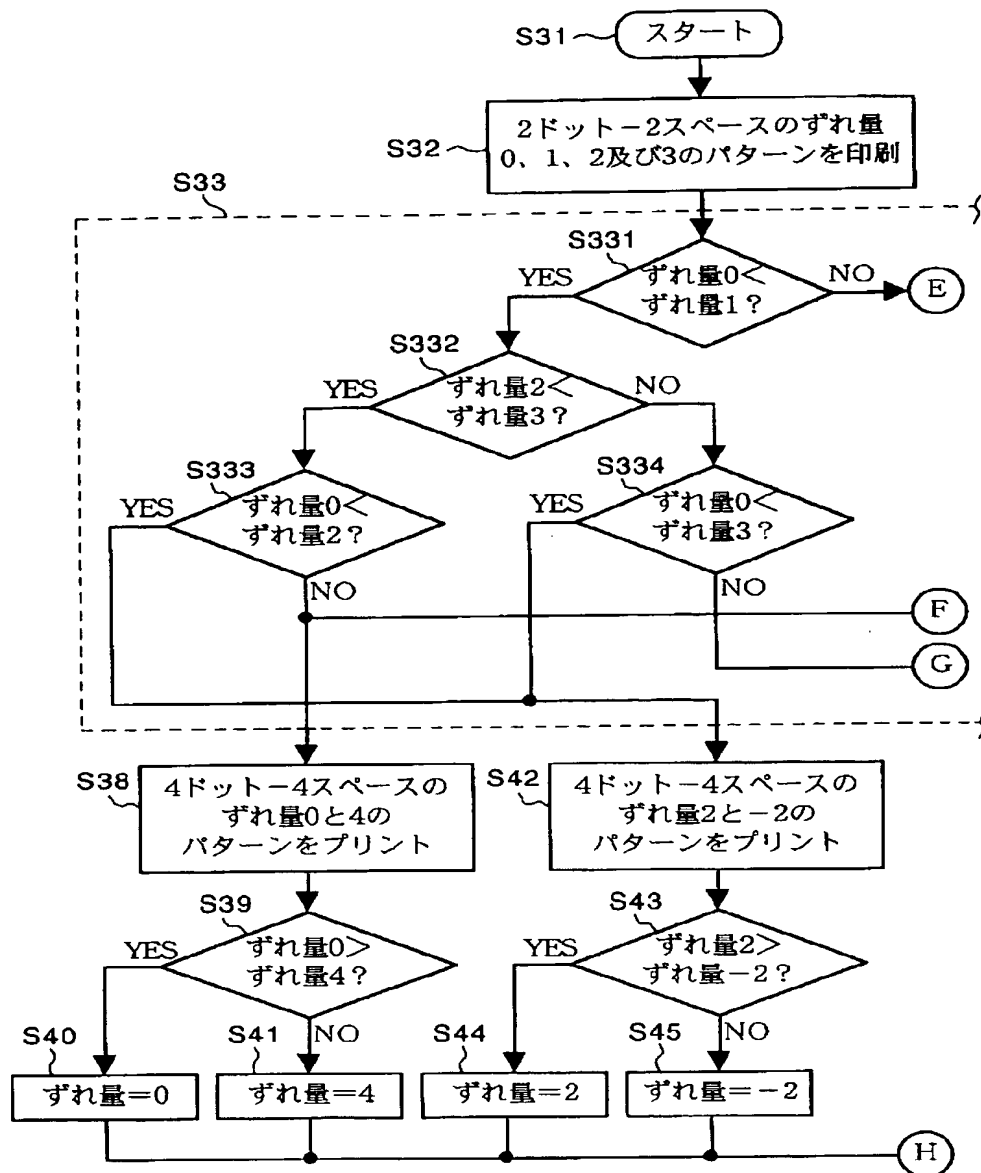 S31
スタート
S32
2ドット－2スペースのずれ量
0、1、2及び3のパターンを印刷
S33
S331
ずれ量0＜
ずれ量1？
YES
NO
E
S332
ずれ量2＜
ずれ量3？
YES
NO
S333
ずれ量0＜
ずれ量2？
YES
NO
S334
ずれ量0＜
ずれ量3？
YES
NO
F
G
S38
4ドット－4スペースの
ずれ量0と4の
パターンをプリント
S42
4ドット－4スペースの
ずれ量2と－2の
パターンをプリント
S39
ずれ量0＞
ずれ量4？
YES
NO
S43
ずれ量2＞
ずれ量－2？
YES
NO
S40
ずれ量＝0
S41
ずれ量＝4
S44
ずれ量＝2
S45
ずれ量＝－2
H